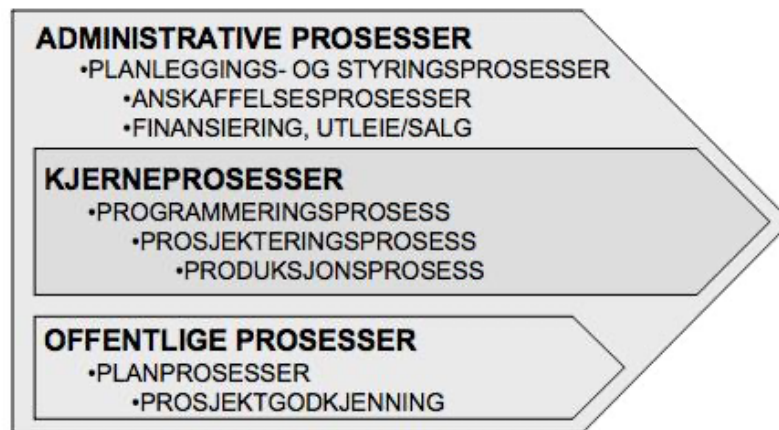 ADMINISTRATIVE PROSESSER
•PLANLEGGINGS- OG STYRINGSPROSESSER
•ANSKAFFELSESPROSESSER
•FINANSIERING, UTLEIE/SALG
KJERNEPROSESSER
•PROGRAMMERINGSPROSESS
•PROSJEKTERINGSPROSESS
•PRODUKSJONSPROSESS
OFFENTLIGE PROSESSER
•PLANPROSESSER
•PROSJEKTGODKJENNING